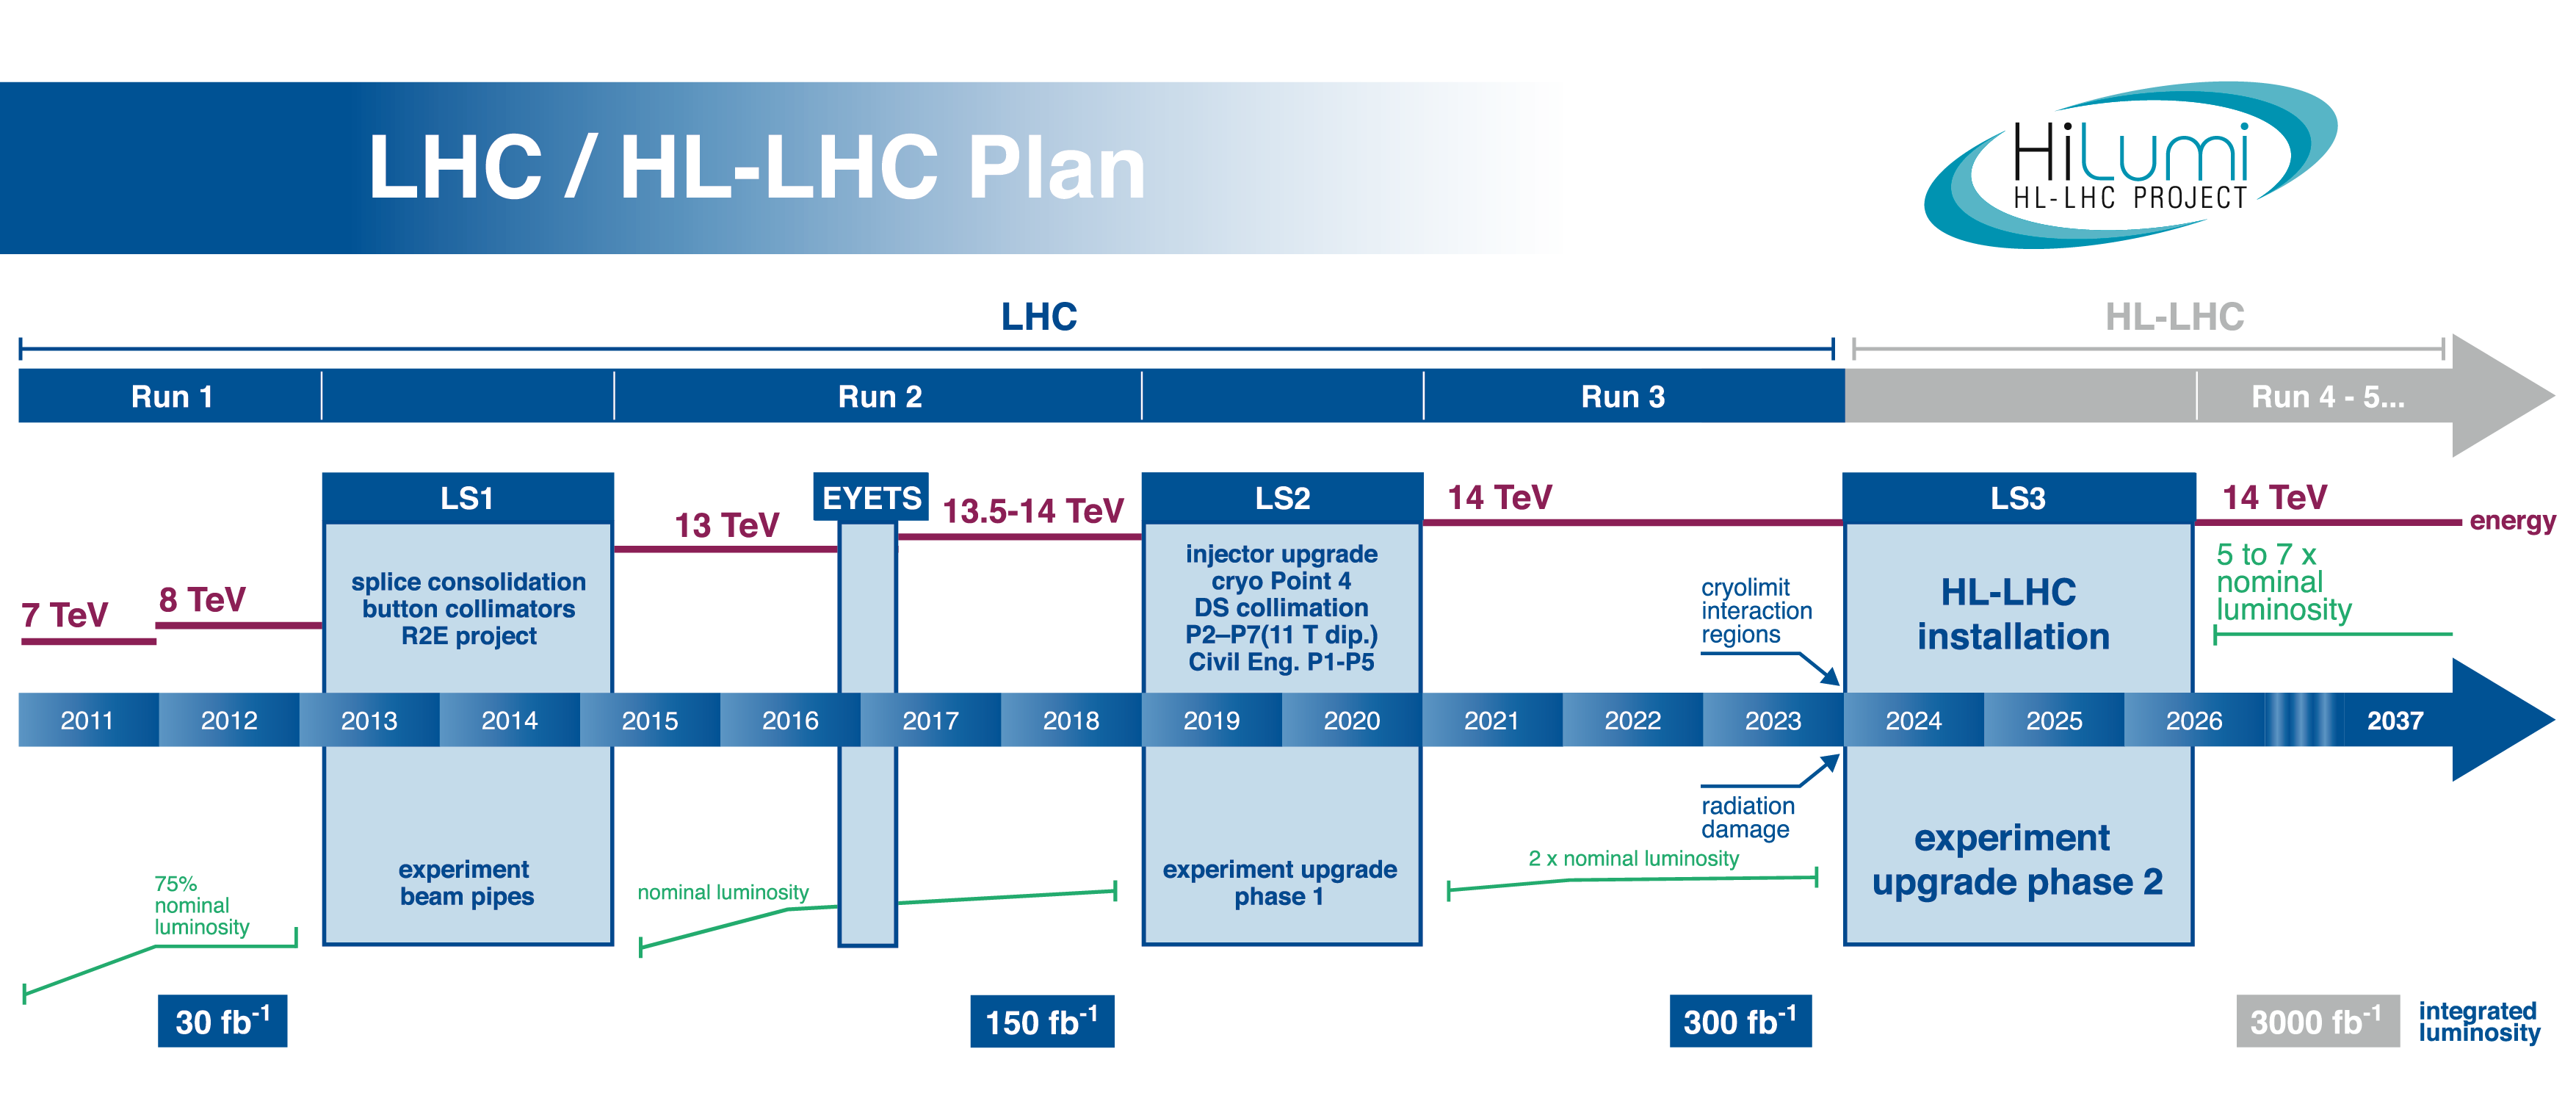 LHC / HL-LHC Plan
HiLumi
HL-LHC PROJECT
LHC
HL-LHC
Run 1
Run 2
Run 3
Run 4 - 5...
LS1
EYETS
LS2
LS3
7 TeV
8 TeV
13 TeV
13.5-14 TeV
14 TeV
14 TeV
energy
splice consolidation
button collimators
R2E project
injector upgrade
cryo Point 4
DS collimation
P2–P7(11 T dip.)
Civil Eng. P1-P5
cryolimit
interaction
regions
HL-LHC
installation
5 to 7 x
nominal
luminosity
2011
2012
2013
2014
2015
2016
2017
2018
2019
2020
2021
2022
2023
2024
2025
2026
2037
75%
nominal
luminosity
experiment
beam pipes
nominal luminosity
experiment upgrade
phase 1
2 x nominal luminosity
radiation
damage
experiment
upgrade phase 2
30 fb-1
150 fb-1
300 fb-1
3000 fb-1
integrated
luminosity